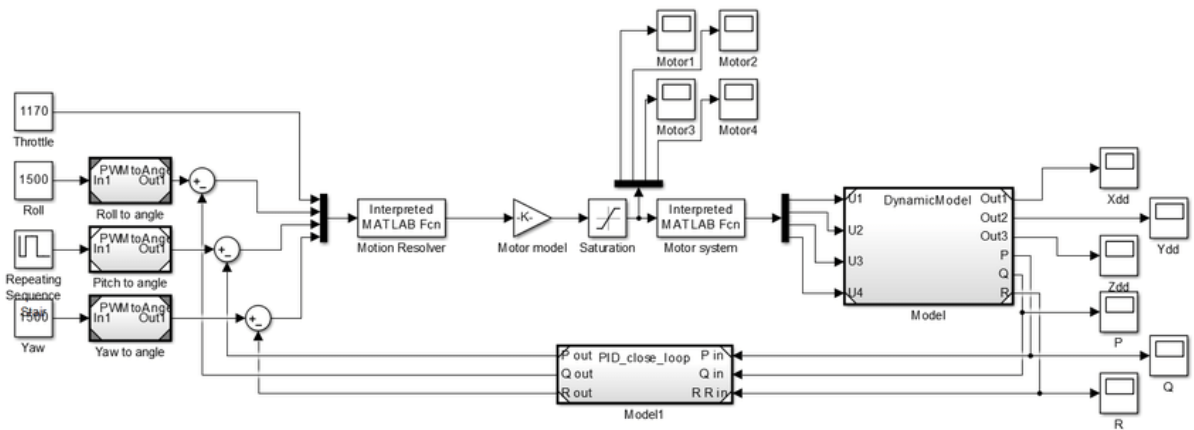 Motor1
Motor2
Motor3
Motor4
1170
Throttle
1500
Roll
PWMtoAngle
In1
Out1
Roll to angle
Repeating
Sequence
Stair
PWMtoAngle
In1
Out1
Pitch to angle
1500
Yaw
PWMtoAngle
In1
Out1
Yaw to angle
Interpreted
MATLAB Fcn
Motion Resolver
-K-
Motor model
Saturation
Interpreted
MATLAB Fcn
Motor system
U1
U2
U3
U4
DynamicModel
Out1
Out2
Out3
P
Q
R
Model
Xdd
Ydd
Zdd
P
Q
R
P out
Q out
R out
PID_close_loop
P in
Q in
R R in
Model1